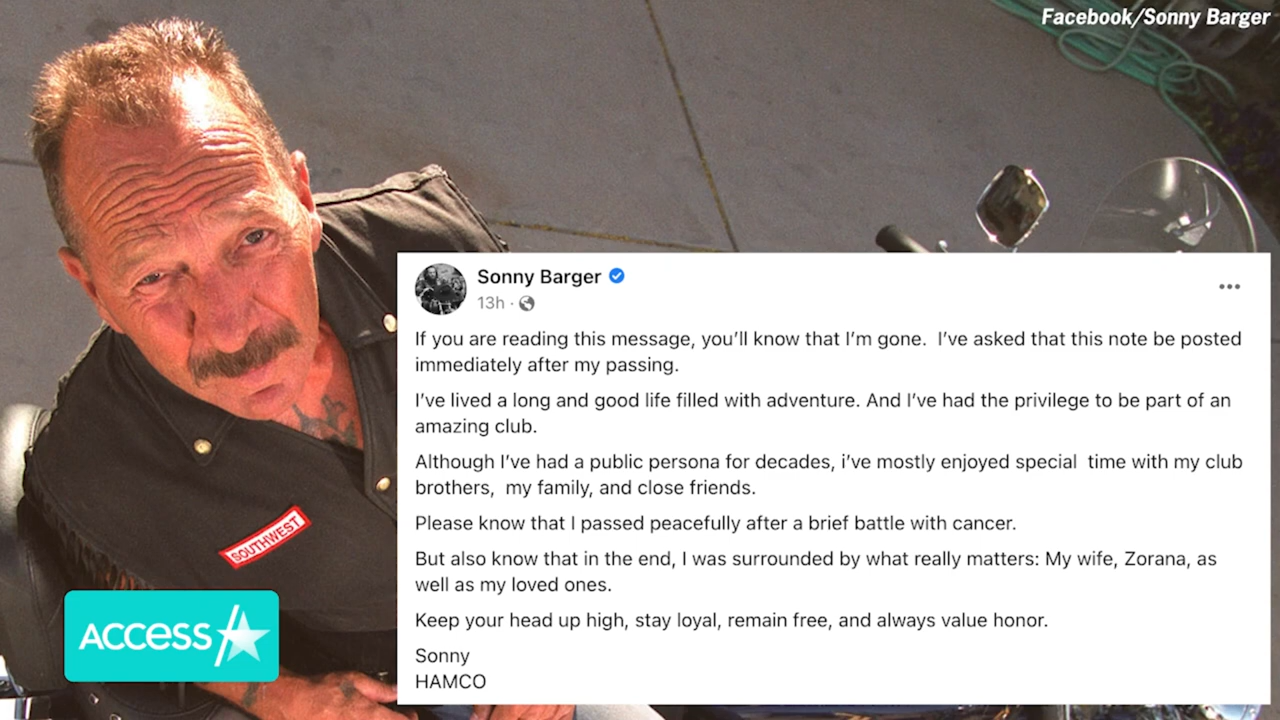 Facebook/Sonny Barger
Sonny Barger
13h ·
If you are reading this message, you'll know that I'm gone.  I've asked that this note be posted
immediately after my passing.
I've lived a long and good life filled with adventure. And I've had the privilege to be part of an
amazing club.
Although I've had a public persona for decades, i've mostly enjoyed special  time with my club
brothers,  my family, and close friends.
Please know that I passed peacefully after a brief battle with cancer.
But also know that in the end, I was surrounded by what really matters: My wife, Zorana, as
well as my loved ones.
Keep your head up high, stay loyal, remain free, and always value honor.
Sonny
HAMCO
SOUTHWEST
ACCESS